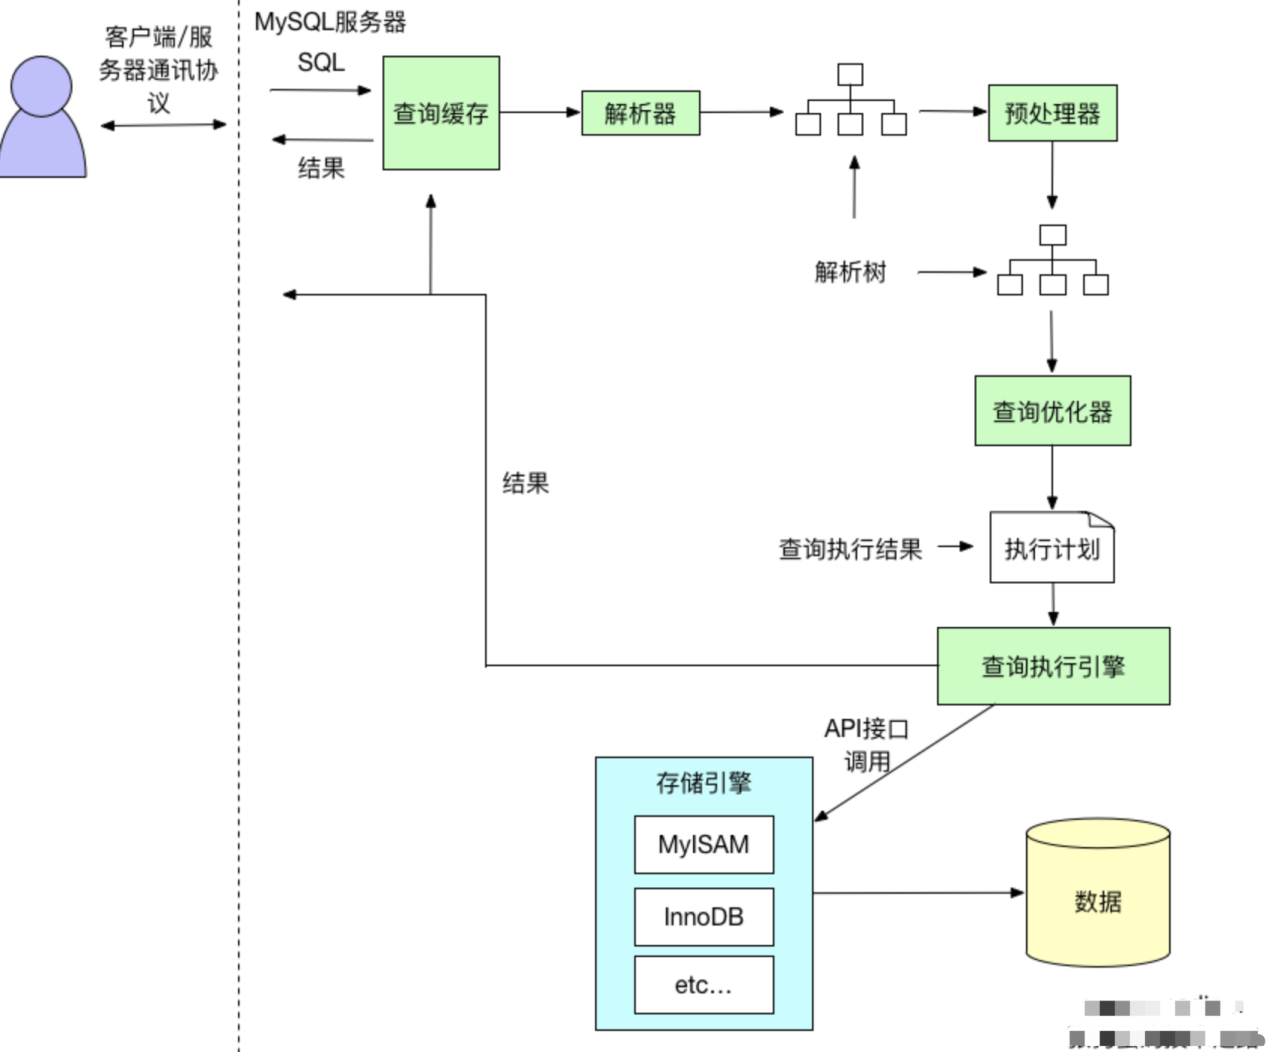 MySQL服务器
客户端/服
务器通讯协
议
SQL
结果
查询缓存
解析器
预处理器
解析树
查询优化器
结果
查询执行结果
执行计划
查询执行引擎
API接口
调用
存储引擎
MyISAM
InnoDB
etc...
数据